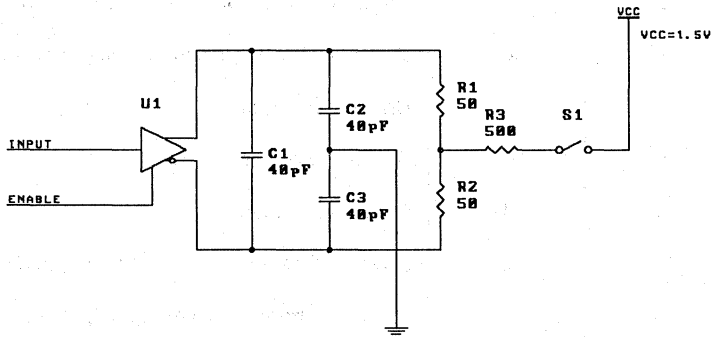 VCC
VCC=1.5V
U1
INPUT
ENABLE
C1
40pF
C2
40pF
C3
40pF
R1
50
R2
50
R3
500
S1